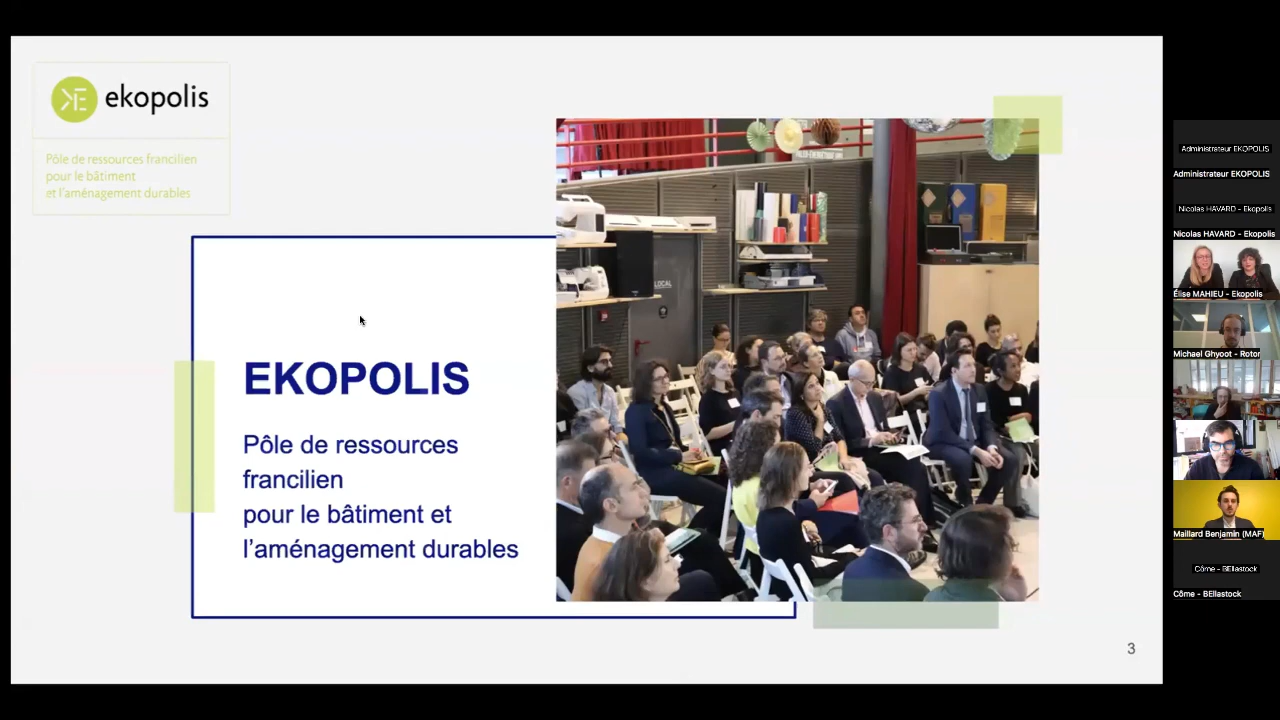 ekopolis
Pôle de ressources francilien
pour le bâtiment
et l'aménagement durables
EKOPOLIS
Pôle de ressources
francilien
pour le bâtiment et
l'aménagement durables
LOCAL
3
Administrateur EKOPOLIS
Administrateur EKOPOLIS
Nicolas HAVARD - Ekopolis
Nicolas HAVARD - Ekopolis
Élise MAHIEU - Ekopolis
Michael Ghyoot - Rotor
Maillard Benjamin (MAF)
Côme - BEllastock
Côme - BEllastock